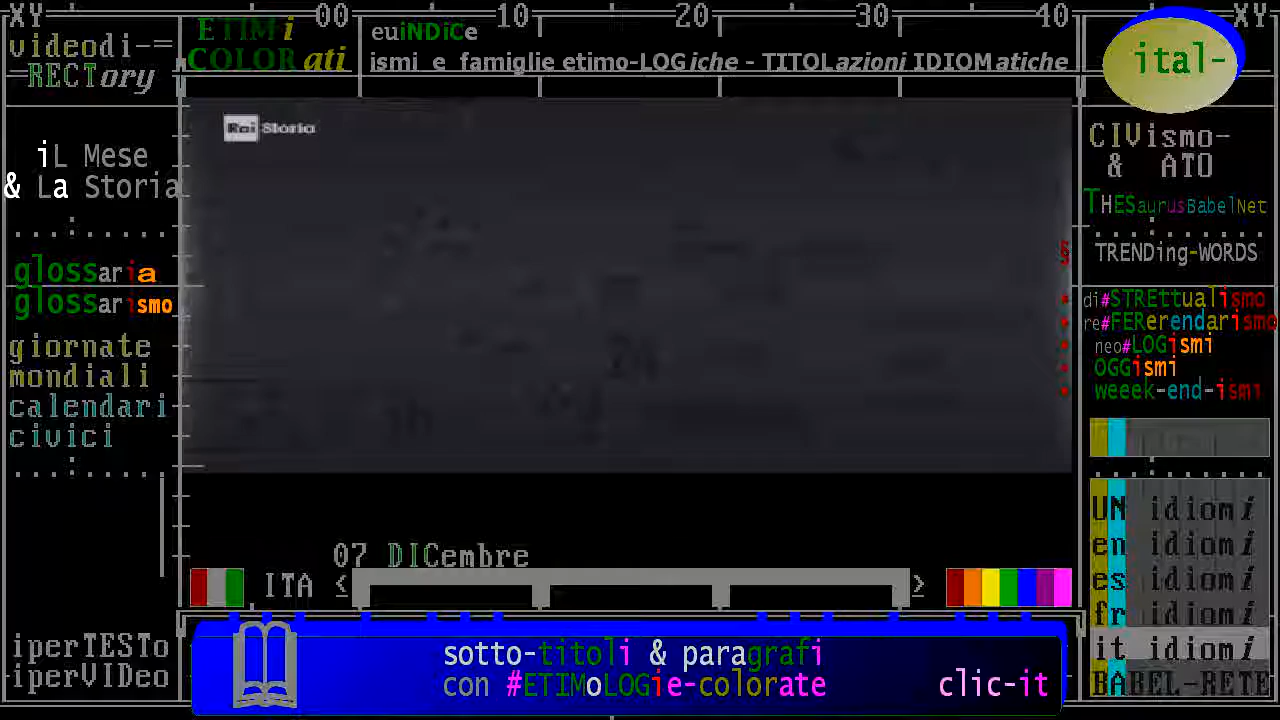 XY 00 10 20 30 40 XY
videodi-=
=RECTory
ETIMi
COLORati
euiNDiCe
ismi e famiglie etimo-LOGiche - TITOLazioni IDIOMatiche
ital-
iL Mese
& La Storia
...:.....
glossaria
glossarismo
giornate
mondiali
calendari
civici
...:.....
iperTESTo
iperVIDeo
Rai Storia
S
07 DICembre
ITA < >
sotto-titoli & paragrafi
con #ETIMoLOGie-colorate
clic-it
CIVismo-
& ATO
THESaurusBabelNet
....:.......
TRENDing-WORDS
di#STREttualismo
re#FERerendarismo
neo#LOGismi
OGGismi
weeek-end-ismi
....:.......
UN idiomi
en idiomi
es idiomi
fr idiomi
it idiomi
BABEL-RETE